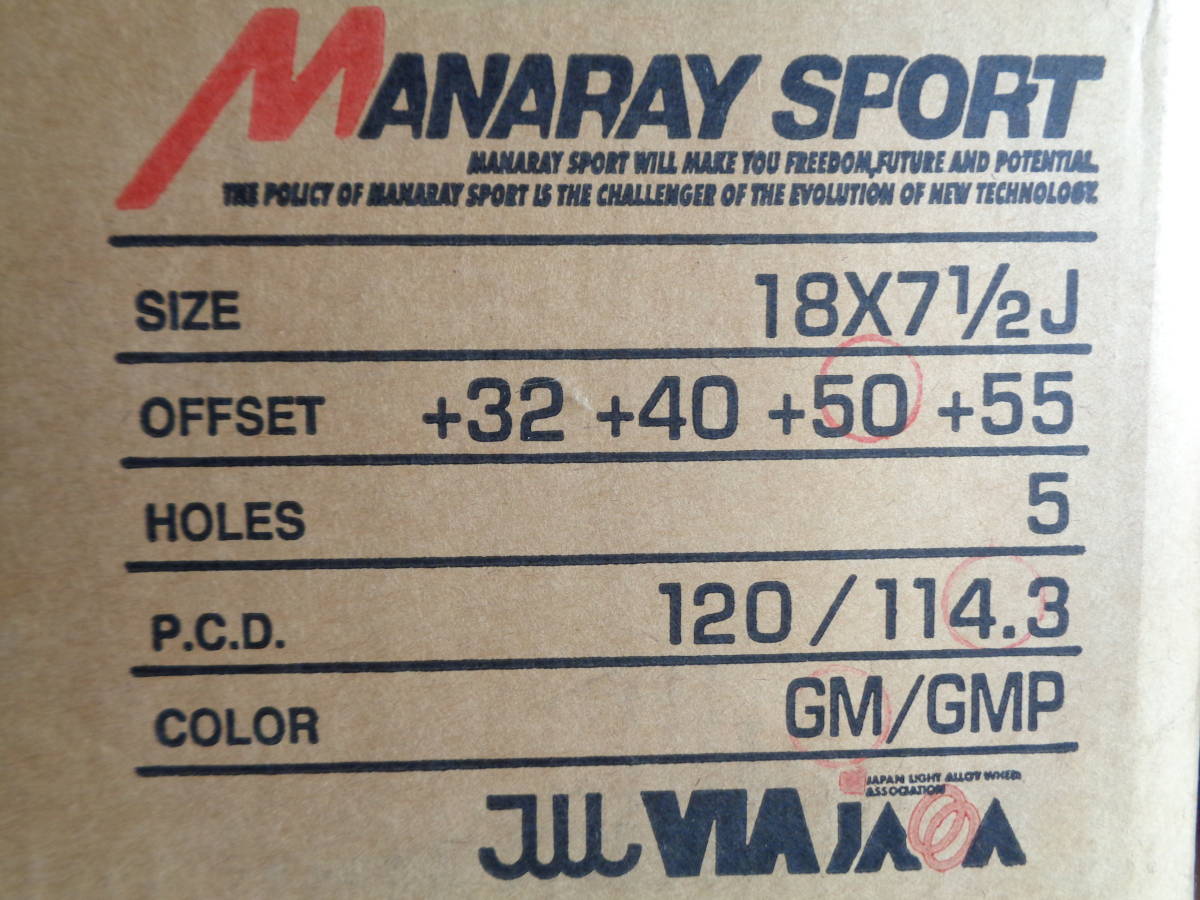 MANARAY SPORT
MANARAY SPORT WILL MAKE YOU FREEDOM,FUTURE AND POTENTIAL.
THE POLICY OF MANARAY SPORT IS THE CHALLENGER OF THE EVOLUTION OF NEW TECHNOLOGY.
SIZE 18X7 1/2J
OFFSET +32 +40 +50 +55
HOLES 5
P.C.D. 120/114.3
COLOR GM/GMP
JAPAN LIGHT ALLOY WHEEL
ASSOCIATION
JWL VIA JAWA